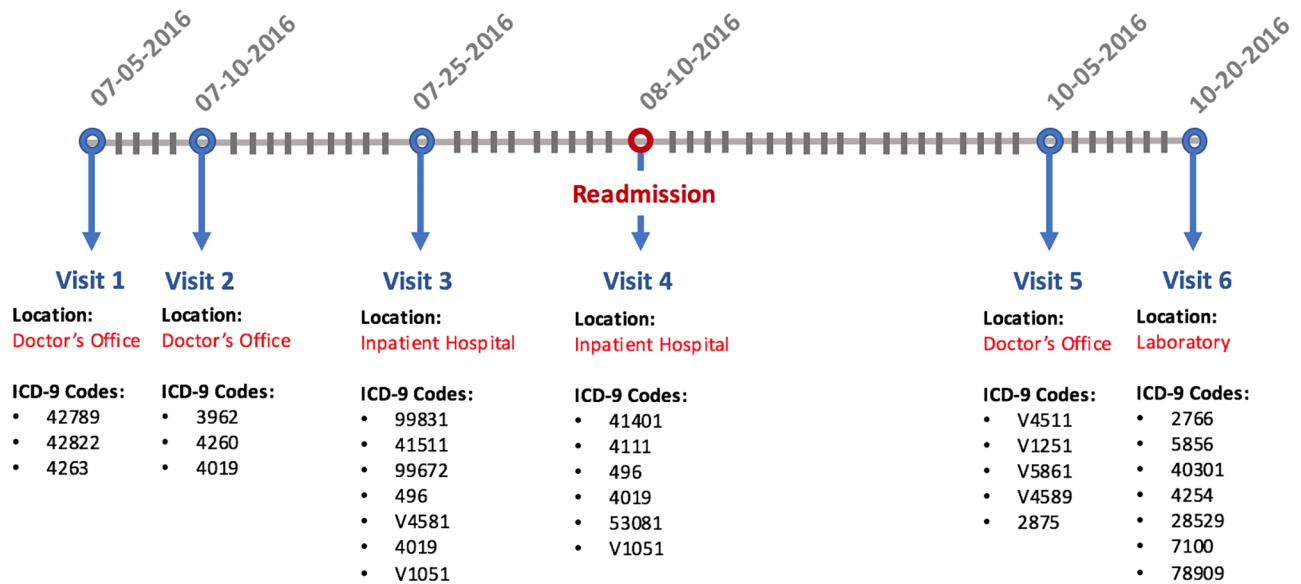 07-05-2016
07-10-2016
07-25-2016
08-10-2016
10-05-2016
10-20-2016
Readmission
Visit 1
Location:
Doctor's Office
ICD-9 Codes:
• 42789
• 42822
• 4263
Visit 2
Location:
Doctor's Office
ICD-9 Codes:
• 3962
• 4260
• 4019
Visit 3
Location:
Inpatient Hospital
ICD-9 Codes:
• 99831
• 41511
• 99672
• 496
• V4581
• 4019
• V1051
Visit 4
Location:
Inpatient Hospital
ICD-9 Codes:
• 41401
• 4111
• 496
• 4019
• 53081
• V1051
Visit 5
Location:
Doctor's Office
ICD-9 Codes:
• V4511
• V1251
• V5861
• V4589
• 2875
Visit 6
Location:
Laboratory
ICD-9 Codes:
• 2766
• 5856
• 40301
• 4254
• 28529
• 7100
• 78909